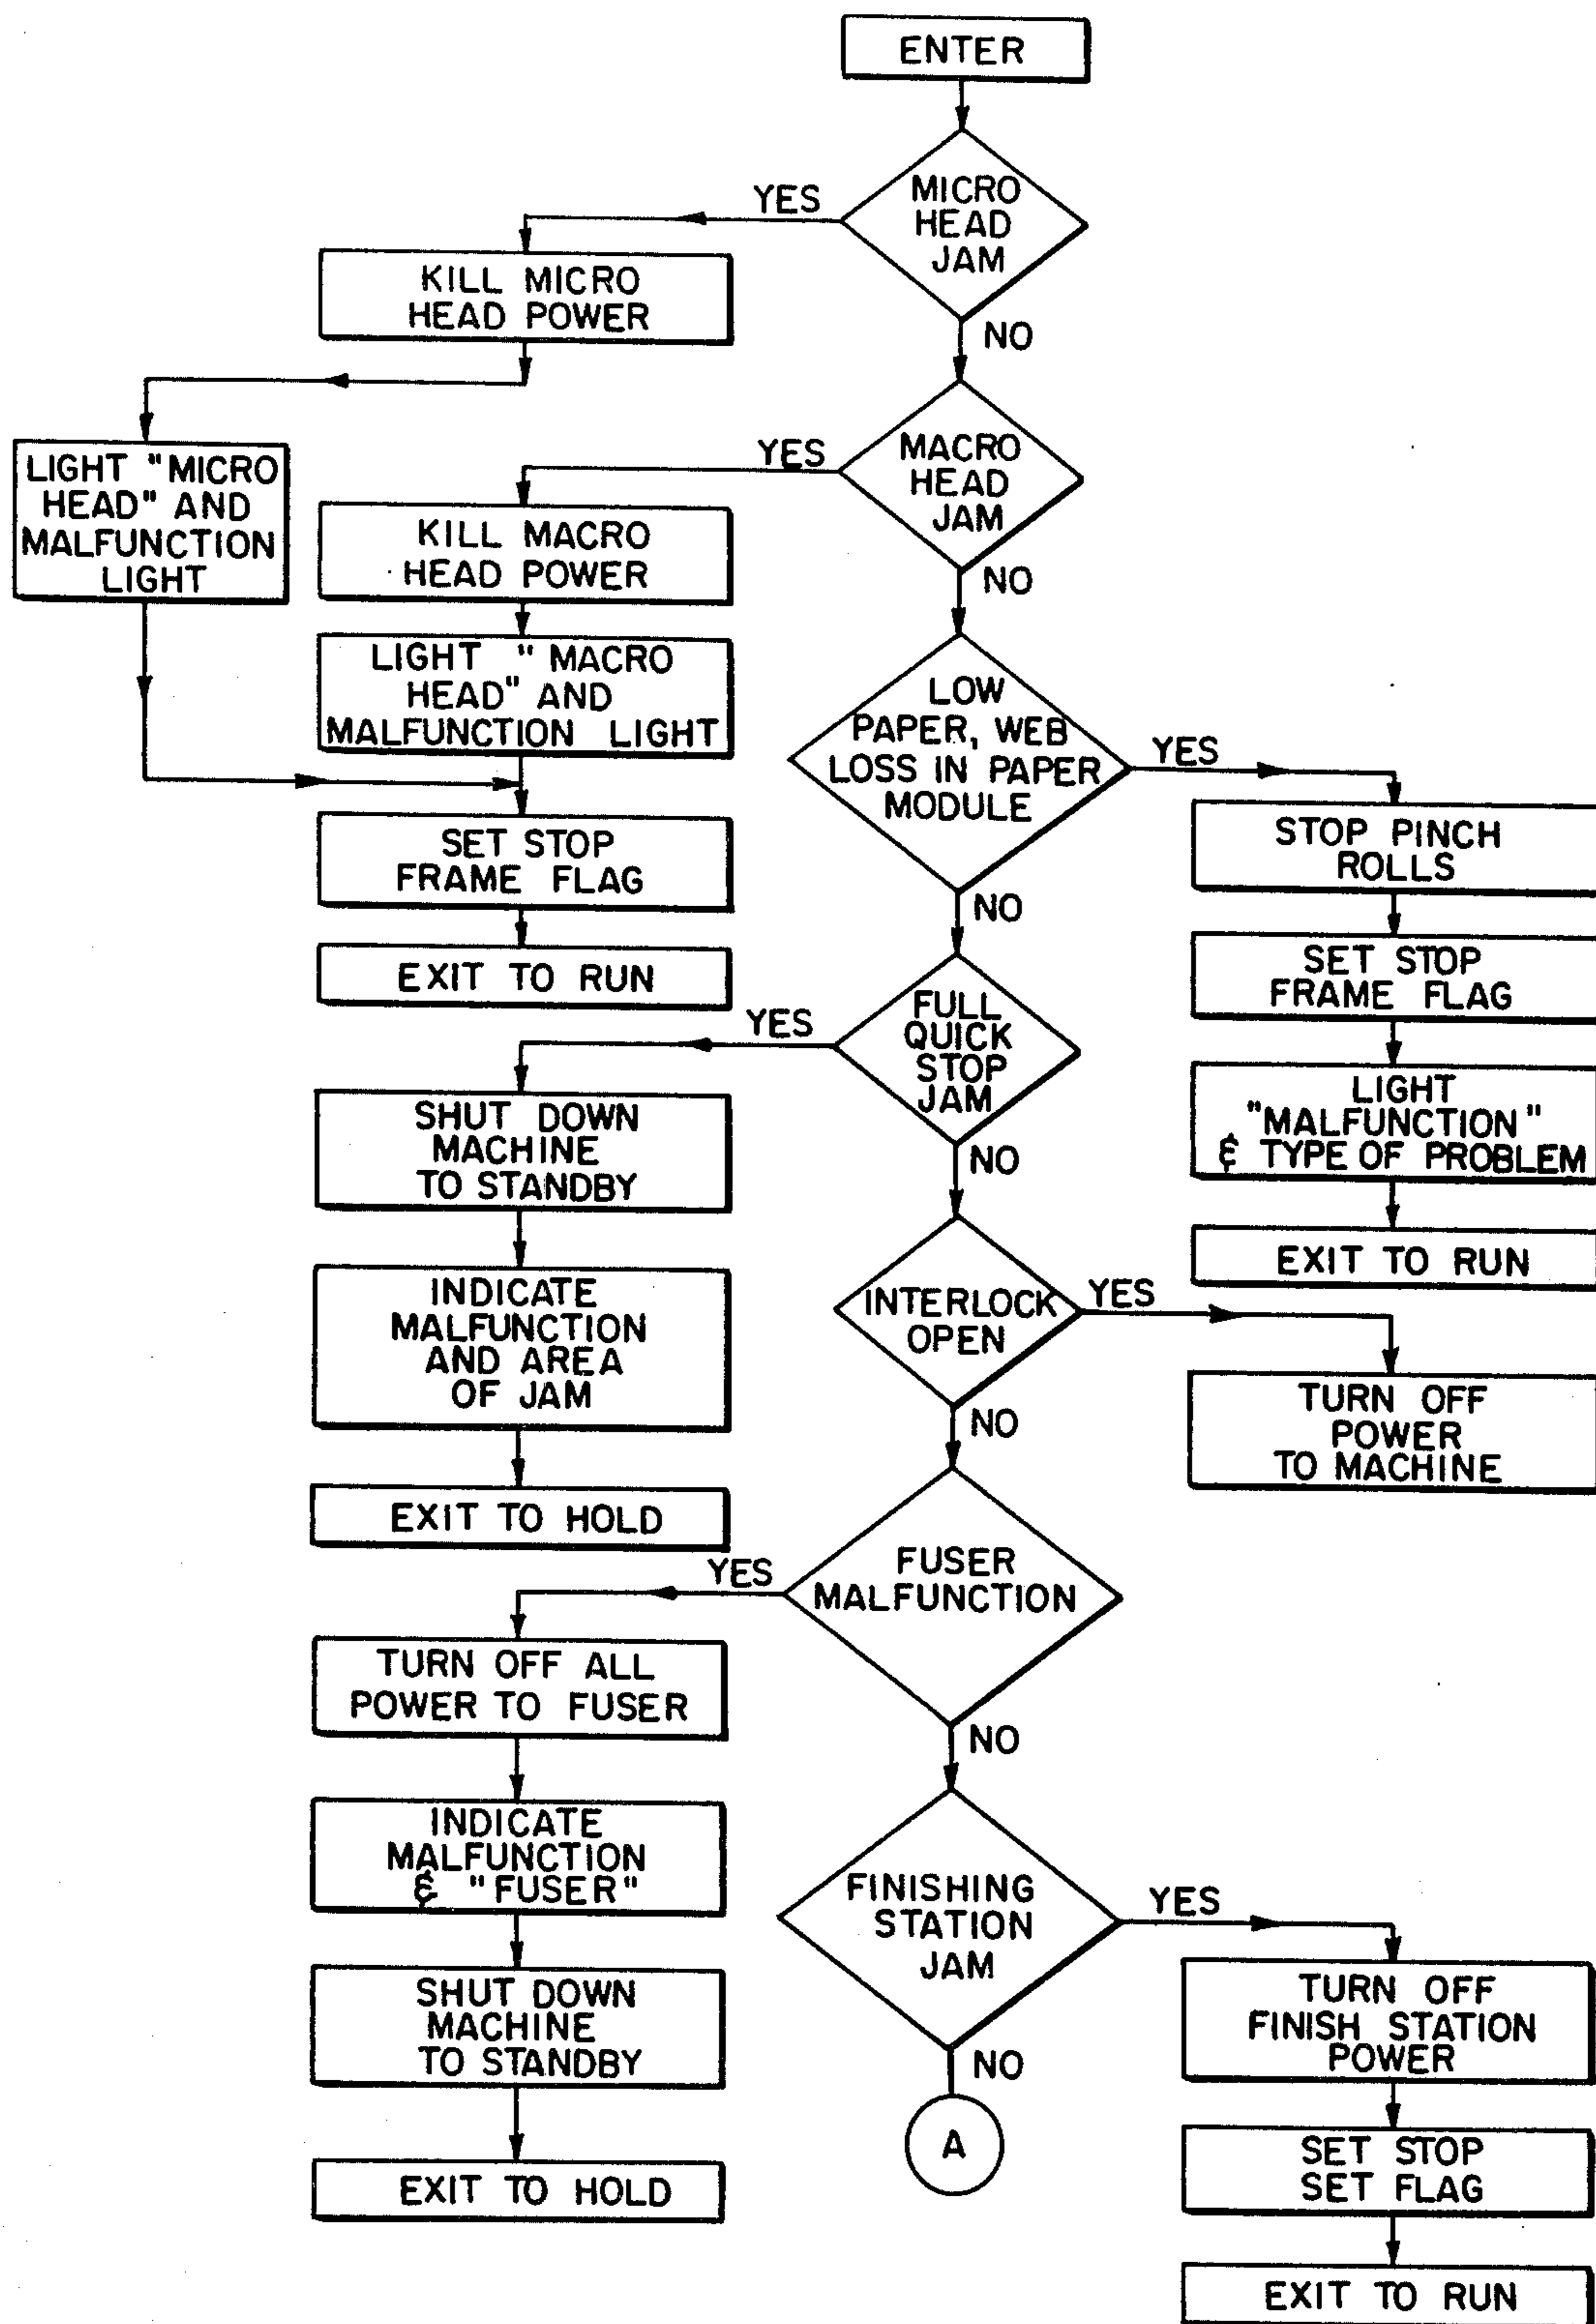 ENTER
MICRO
HEAD
JAM
YES
NO
KILL MICRO
HEAD POWER
LIGHT "MICRO
HEAD" AND
MALFUNCTION
LIGHT
MACRO
HEAD
JAM
YES
NO
KILL MACRO
HEAD POWER
LIGHT "MACRO
HEAD" AND
MALFUNCTION LIGHT
SET STOP
FRAME FLAG
EXIT TO RUN
LOW
PAPER, WEB
LOSS IN PAPER
MODULE
YES
NO
STOP PINCH
ROLLS
SET STOP
FRAME FLAG
LIGHT
"MALFUNCTION"
& TYPE OF PROBLEM
EXIT TO RUN
FULL
QUICK
STOP
JAM
YES
NO
SHUT DOWN
MACHINE
TO STANDBY
INDICATE
MALFUNCTION
AND AREA
OF JAM
EXIT TO HOLD
INTERLOCK
OPEN
YES
NO
TURN OFF
POWER
TO MACHINE
FUSER
MALFUNCTION
YES
NO
TURN OFF ALL
POWER TO FUSER
INDICATE
MALFUNCTION
& "FUSER"
SHUT DOWN
MACHINE
TO STANDBY
EXIT TO HOLD
FINISHING
STATION
JAM
YES
NO
TURN OFF
FINISH STATION
POWER
SET STOP
SET FLAG
EXIT TO RUN
A